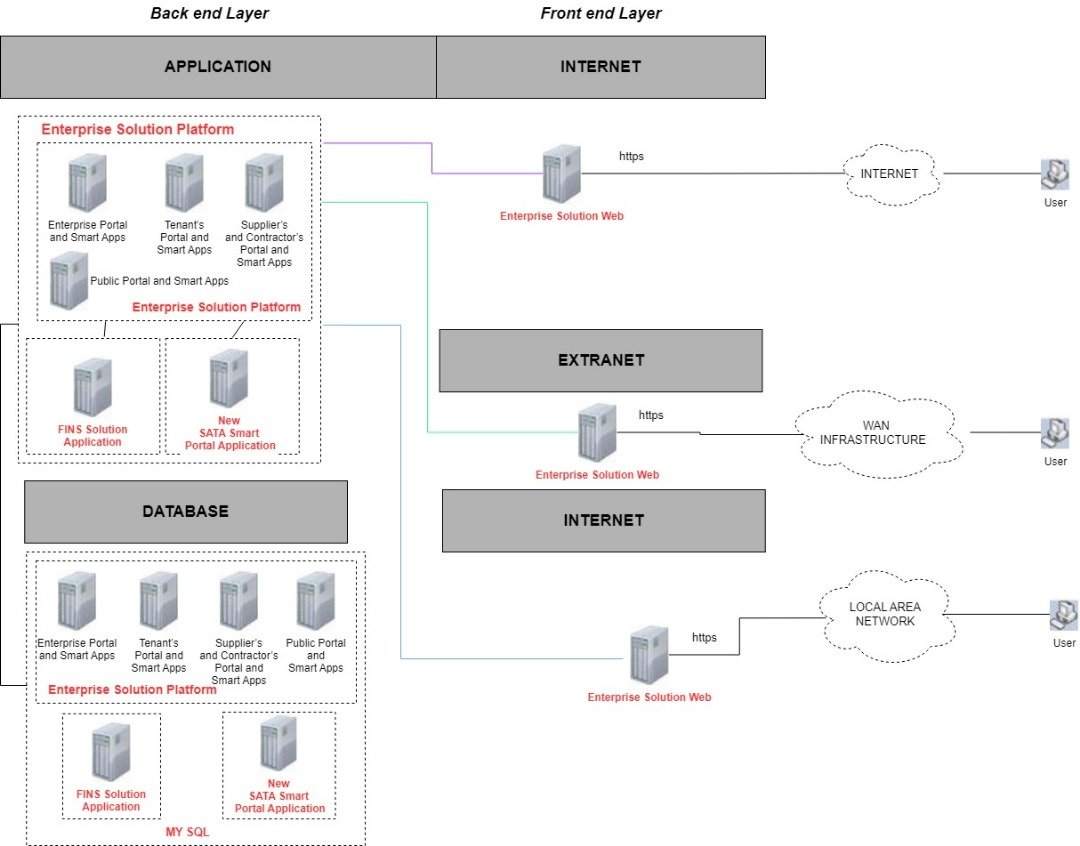 Back end Layer
Front end Layer
APPLICATION
INTERNET
Enterprise Solution Platform
Enterprise Portal
and Smart Apps
Tenant's
Portal and
Smart Apps
Supplier's
and Contractor's
Portal and
Smart Apps
Public Portal and Smart Apps
Enterprise Solution Platform
FINS Solution
Application
New
SATA Smart
Portal Application
https
Enterprise Solution Web
INTERNET
User
EXTRANET
https
Enterprise Solution Web
WAN
INFRASTRUCTURE
User
DATABASE
INTERNET
Enterprise Portal
and Smart Apps
Tenant's
Portal and
Smart Apps
Supplier's
and Contractor's
Portal and
Smart Apps
Public Portal
and
Smart Apps
Enterprise Solution Platform
FINS Solution
Application
New
SATA Smart
Portal Application
MY SQL
https
Enterprise Solution Web
LOCAL AREA
NETWORK
User